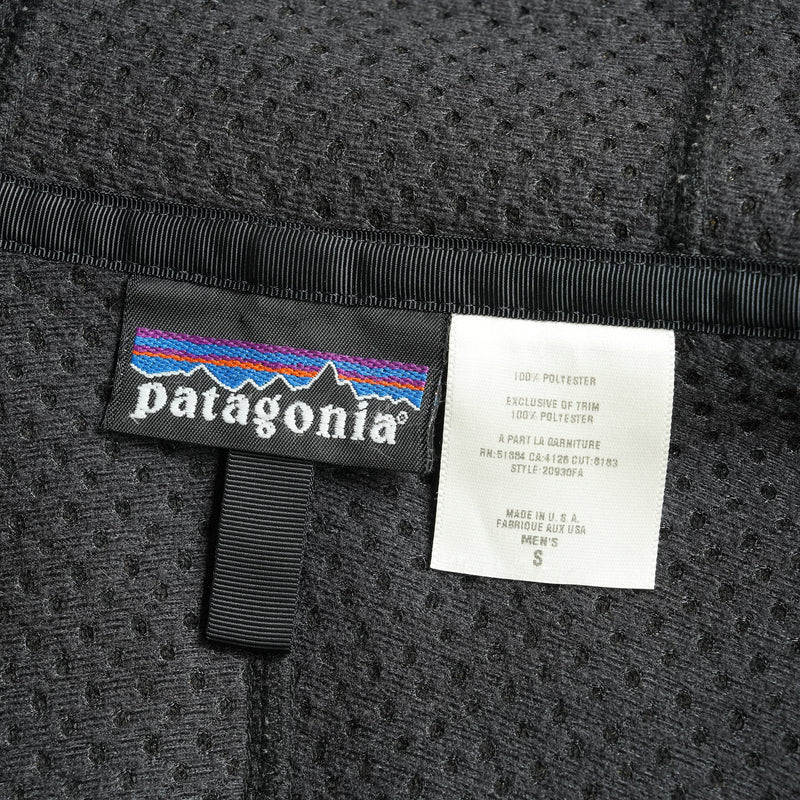 patagonia®
100% POLYESTER
EXCLUSIVE OF TRIM
100% POLYESTER
A PART LA GARNITURE
RN:51884 CA:4126 CUT:6183
STYLE:20930FA
MADE IN U.S.A.
FABRIQUE AUX USA
MEN'S
S